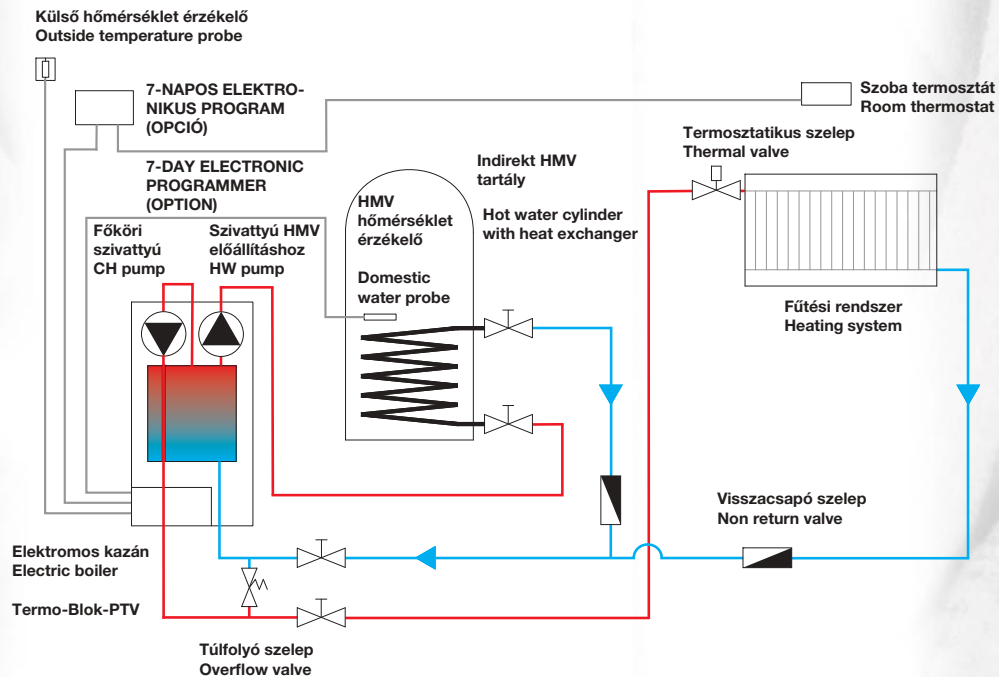 Külső hőmérséklet érzékelő
Outside temperature probe
7-NAPOS ELEKTRO-
NIKUS PROGRAM
(OPCIÓ)
7-DAY ELECTRONIC
PROGRAMMER
(OPTION)
Szoba termosztát
Room thermostat
Termosztatikus szelep
Thermal valve
Indirekt HMV
tartály
Hot water cylinder
with heat exchanger
HMV
hőmérséklet
érzékelő
Domestic
water probe
Főköri
szivattyú
CH pump
Szivattyú HMV
előállításhoz
HW pump
Fűtési rendszer
Heating system
Visszacsapó szelep
Non return valve
Elektromos kazán
Electric boiler
Termo-Blok-PTV
Túlfolyó szelep
Overflow valve